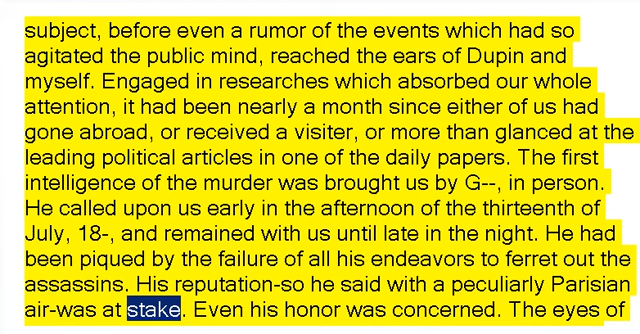 subject, before even a rumor of the events which had so
agitated the public mind, reached the ears of Dupin and
myself. Engaged in researches which absorbed our whole
attention, it had been nearly a month since either of us had
gone abroad, or received a visiter, or more than glanced at the
leading political articles in one of the daily papers. The first
intelligence of the murder was brought us by G--, in person.
He called upon us early in the afternoon of the thirteenth of
July, 18-, and remained with us until late in the night. He had
been piqued by the failure of all his endeavors to ferret out the
assassins. His reputation-so he said with a peculiarly Parisian
air-was at stake. Even his honor was concerned. The eyes of